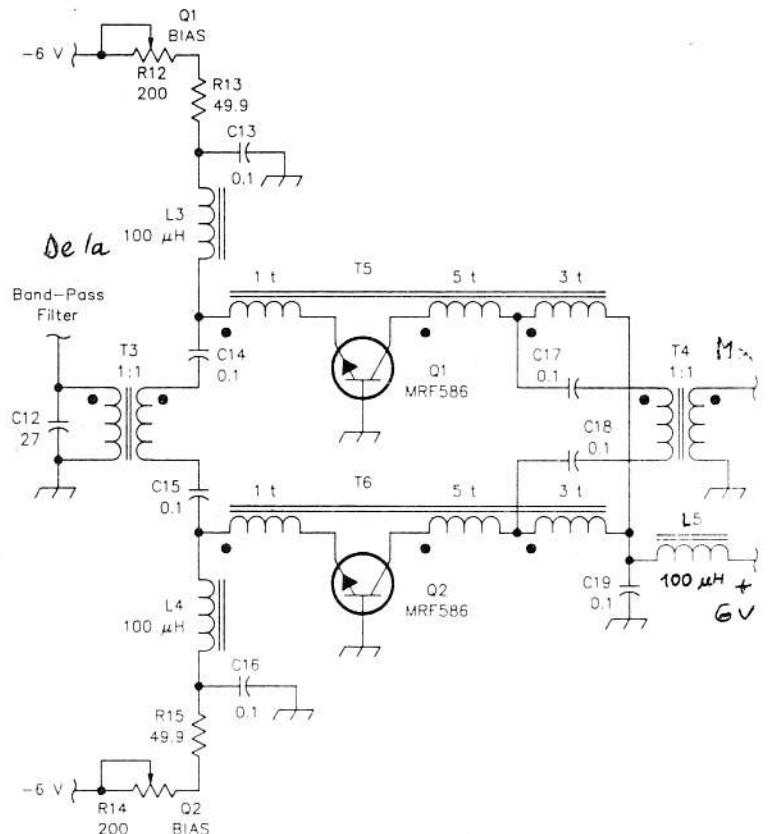 Q1
BIAS
-6 V
R12
200
R13
49.9
C13
0.1
L3
100 µH
De la
Band-Pass
Filter
1 t
T5
5 t
3 t
T3
1:1
C14
0.1
Q1
MRF586
C17
0.1
T4
1:1
C12
27
C18
0.1
C15
0.1
1 t
T6
5 t
3 t
L5
100 µH
+
6V
L4
100 µH
Q2
MRF586
C19
0.1
C16
0.1
R15
49.9
-6 V
R14
200
Q2
BIAS